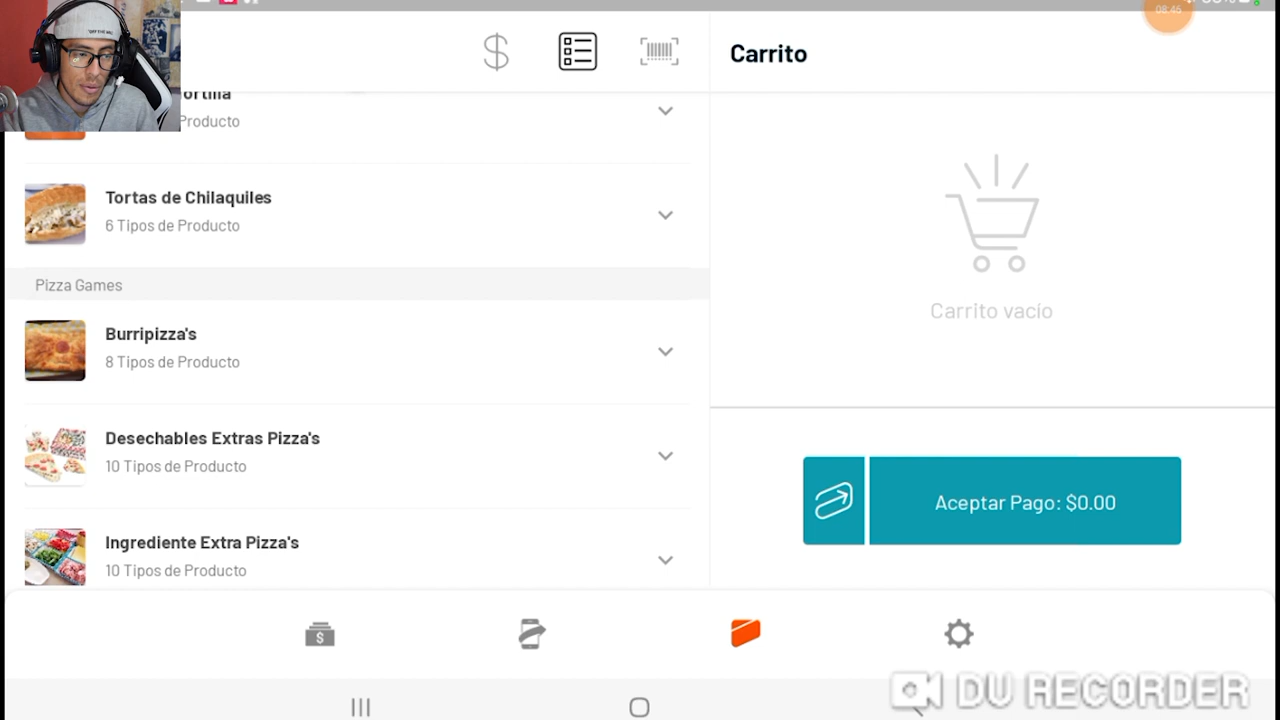 08:46
Carrito
Producto
Tortas de Chilaquiles
6 Tipos de Producto
Pizza Games
Burripizza's
8 Tipos de Producto
Desechables Extras Pizza's
10 Tipos de Producto
Ingrediente Extra Pizza's
10 Tipos de Producto
Carrito vacío
Aceptar Pago: $0.00
DU RECORDER